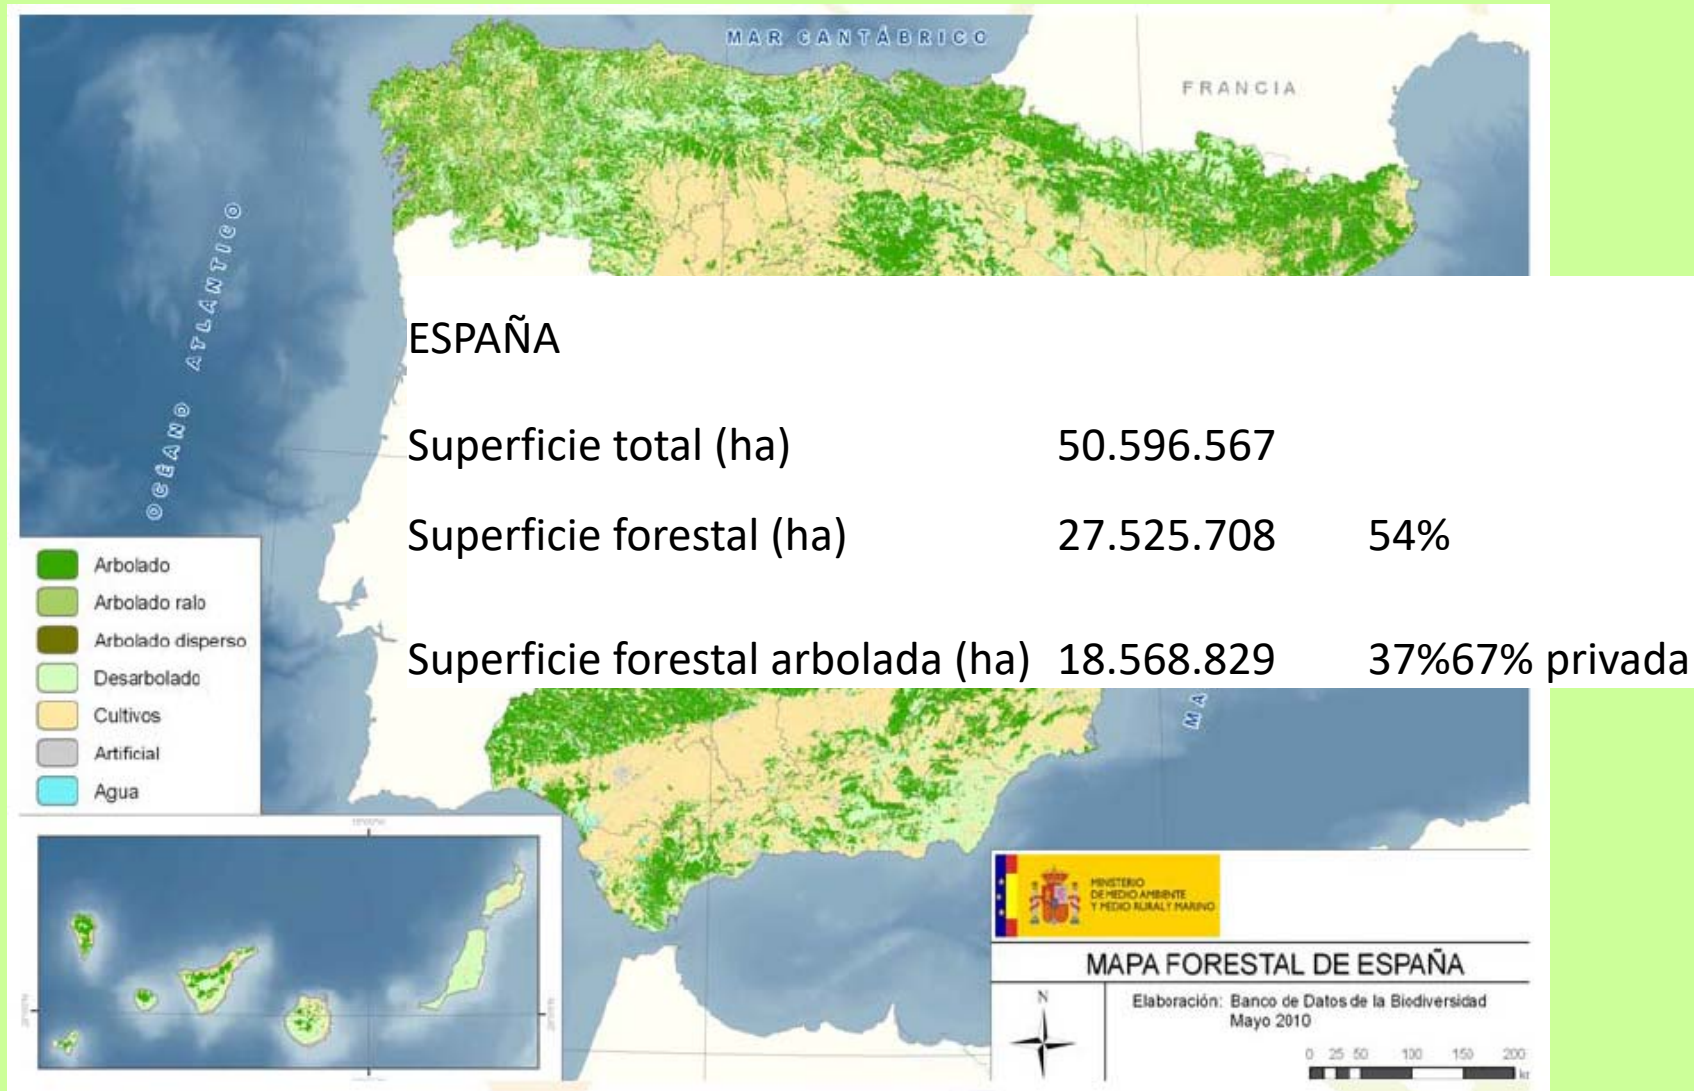 MAR CANTÁBRICO
FRANCIA
OCÉANO ATLÁNTICO
ESPAÑA
Superficie total (ha) 50.596.567
Superficie forestal (ha) 27.525.708 54%
Superficie forestal arbolada (ha) 18.568.829 37%67% privada
MA
Arbolado
Arbolado ralo
Arbolado disperso
Desarbolado
Cultivos
Artificial
Agua
MINISTERIO
DE MEDIO AMBIENTE
Y MEDIO RURAL Y MARINO
MAPA FORESTAL DE ESPAÑA
N
Elaboración: Banco de Datos de la Biodiversidad
Mayo 2010
0 25 50 100 150 200